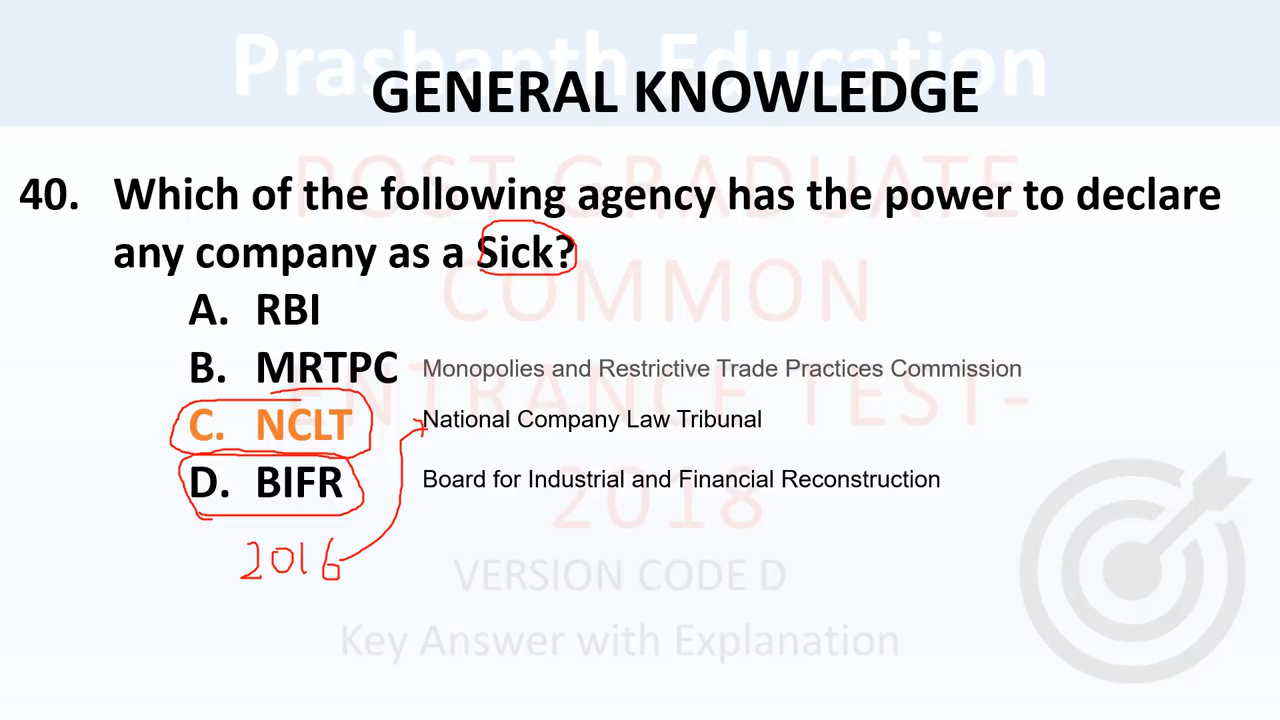 Prashanth Education
GENERAL KNOWLEDGE
POST GRADUATE
COMMON
ENTRANCE TEST-
2018
VERSION CODE D
Key Answer with Explanation
40. Which of the following agency has the power to declare
any company as a Sick?
A. RBI
B. MRTPC Monopolies and Restrictive Trade Practices Commission
C. NCLT National Company Law Tribunal
D. BIFR Board for Industrial and Financial Reconstruction
2016